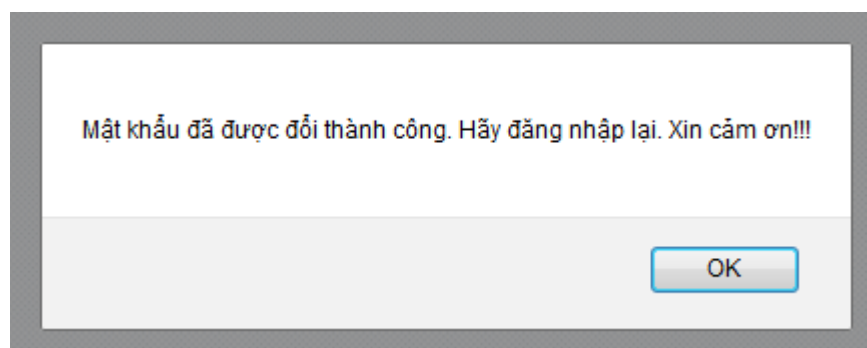 Mật khẩu đã được đổi thành công. Hãy đăng nhập lại. Xin cảm ơn!!!
OK